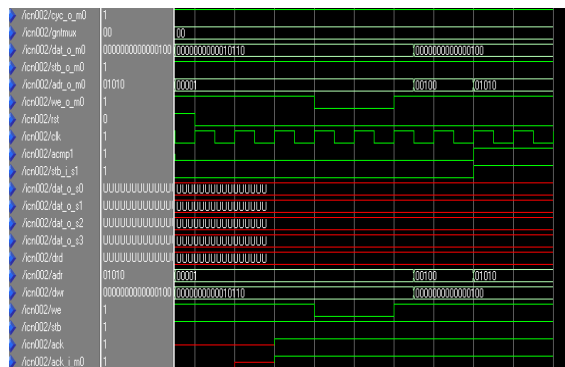 /icn002/cyc_o_m0 1
/icn002/gntmux 00 00
/icn002/dat_o_m0 0000000000000100 0000000000010110 0000000000000100
/icn002/stb_o_m0 1
/icn002/adr_o_m0 01010 00001 00100 01010
/icn002/we_o_m0 1
/icn002/rst 0
/icn002/clk 1
/icn002/acmp1 1
/icn002/stb_i_s1 1
/icn002/dat_o_s0 UUUUUUUUUUUUU UUUUUUUUUUUUUUUU
/icn002/dat_o_s1 UUUUUUUUUUUUU UUUUUUUUUUUUUUUU
/icn002/dat_o_s2 UUUUUUUUUUUUU UUUUUUUUUUUUUUUU
/icn002/dat_o_s3 UUUUUUUUUUUUU UUUUUUUUUUUUUUUU
/icn002/drd UUUUUUUUUUUUU UUUUUUUUUUUUUUUU
/icn002/adr 01010 00001 00100 01010
/icn002/dwr 0000000000000100 0000000000010110 0000000000000100
/icn002/we 1
/icn002/stb 1
/icn002/ack 1
/icn002/ack_i_m0 1